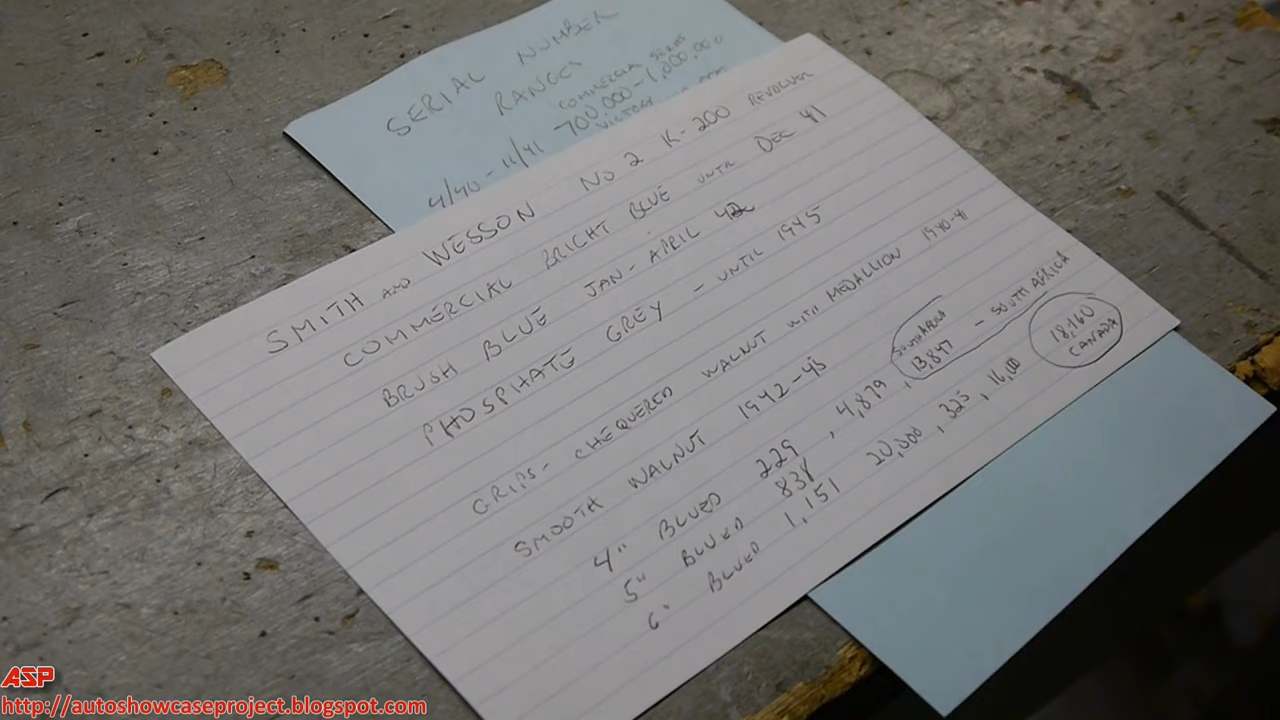 SERIAL NUMBER
RANGES
COMMERCIAL SERIES
4/40 - 11/41 700,000-1,000,000
VICTORY
SMITH AND WESSON NO 2 K-200 REVOLVER
COMMERCIAL BRIGHT BLUE UNTIL DEC 41
BRUSH BLUE JAN-APRIL 42
PHOSPHATE GREY - UNTIL 1945
GRIPS- CHEQUERED WALNUT WITH MEDALLION 1940-41
SMOOTH WALNUT 1942-45
4" BLUED 229, 4,879, 13,847 - SOUTH AFRICA
SOUTH AFRICA
5" BLUED 838
6" BLUED 1,151 20,000, 325, 16,00
18,160
CANADA
ASP
http://autoshowcaseproject.blogspot.com